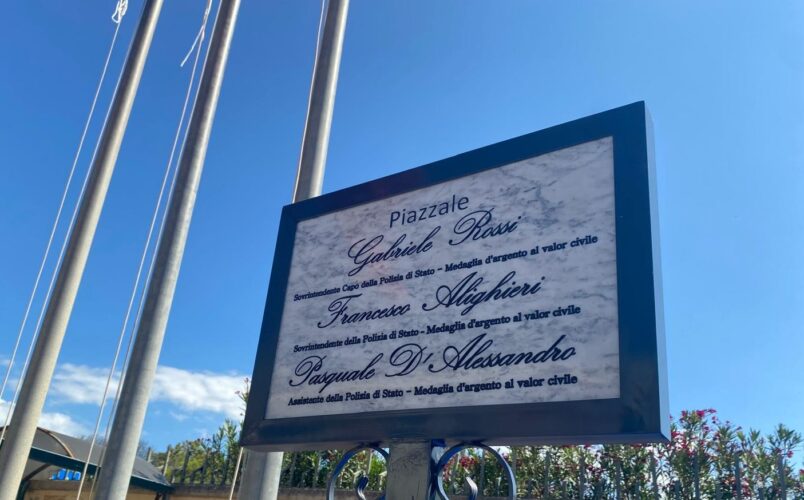 Piazzale
Gabriele Rossi
Sovrintendente Capo della Polizia di Stato - Medaglia d'argento al valor civile
Francesco Alighieri
Sovrintendente della Polizia di Stato - Medaglia d'argento al valor civile
Pasquale D'Alessandro
Assistente della Polizia di Stato - Medaglia d'argento al valor civile